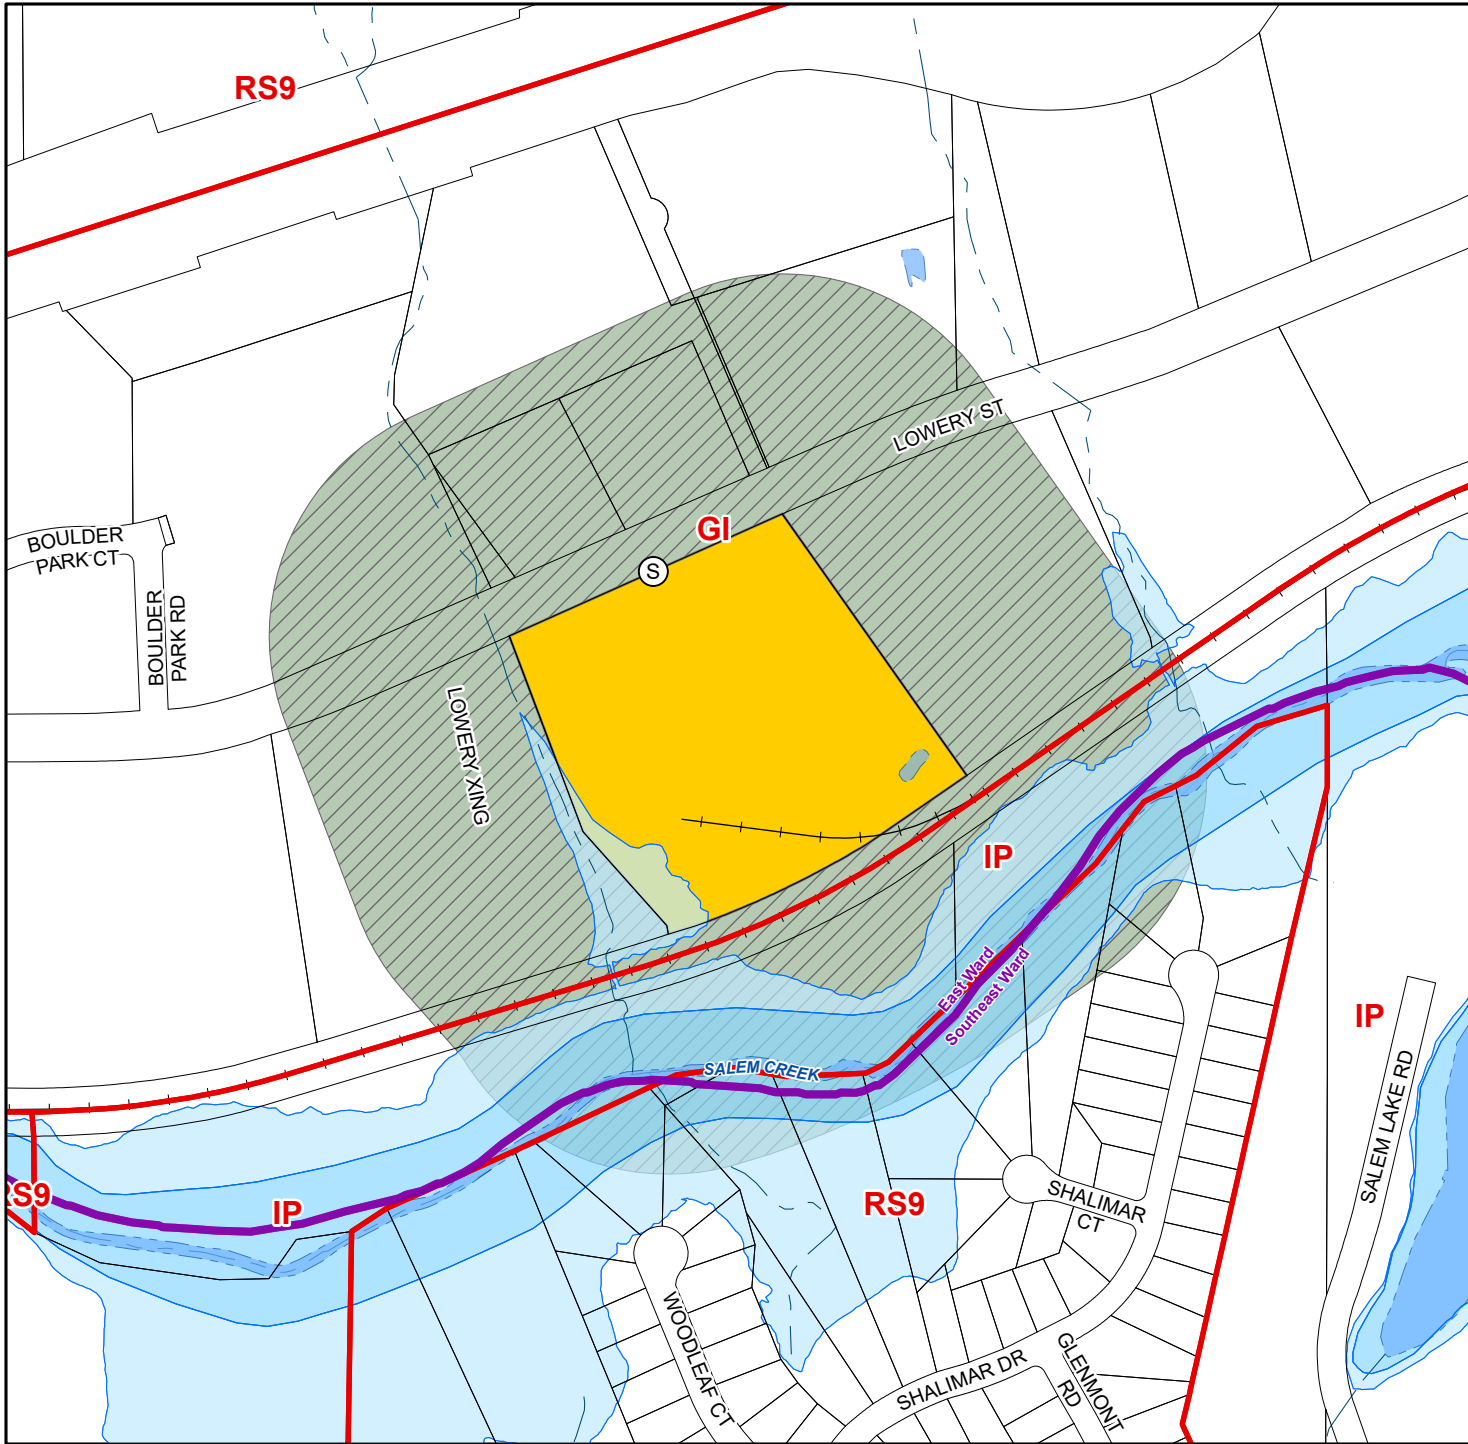 RS9
LOWERY ST
GI
S
BOULDER
PARK CT
BOULDER
PARK RD
LOWERY XING
IP
East Ward
Southeast Ward
IP
SALEM CREEK
SALEM LAKE RD
RS9
IP
RS9
SHALIMAR
CT
WOODLEAF CT
SHALIMAR DR
GLENMONT
RD